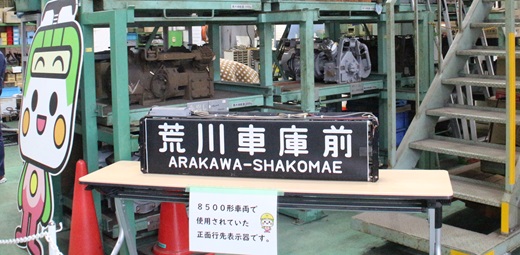 荒川車庫前
ARAKAWA-SHAKOMAE
8500形車両で
使用されていた
正面行先表示器です。